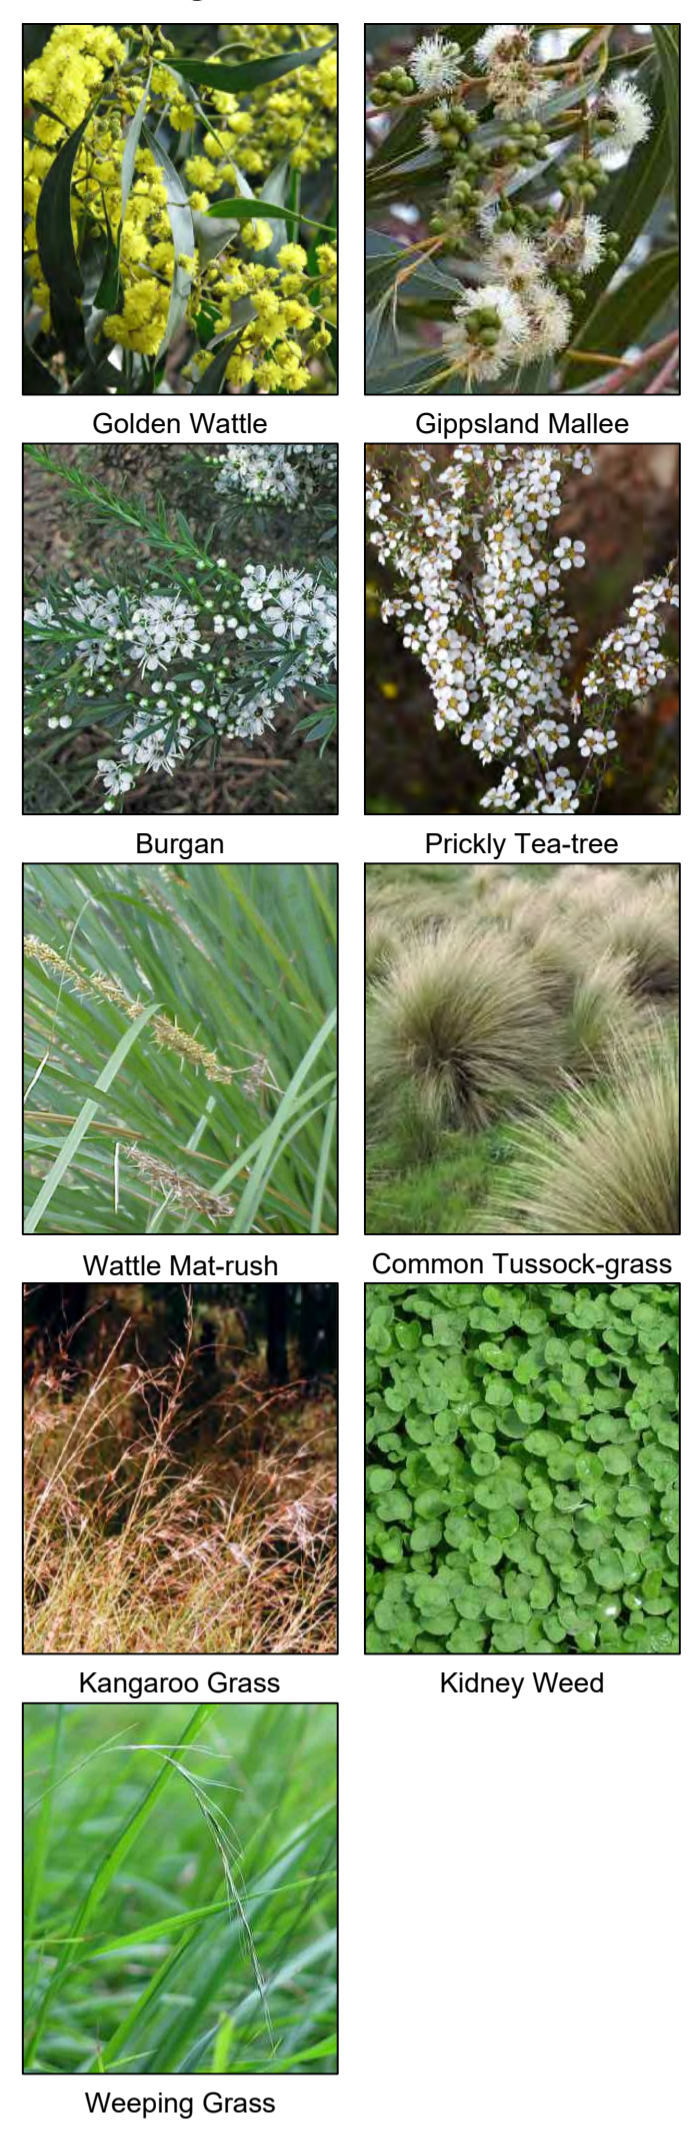 Golden Wattle
Gippsland Mallee
Burgan
Prickly Tea-tree
Wattle Mat-rush
Common Tussock-grass
Kangaroo Grass
Kidney Weed
Weeping Grass